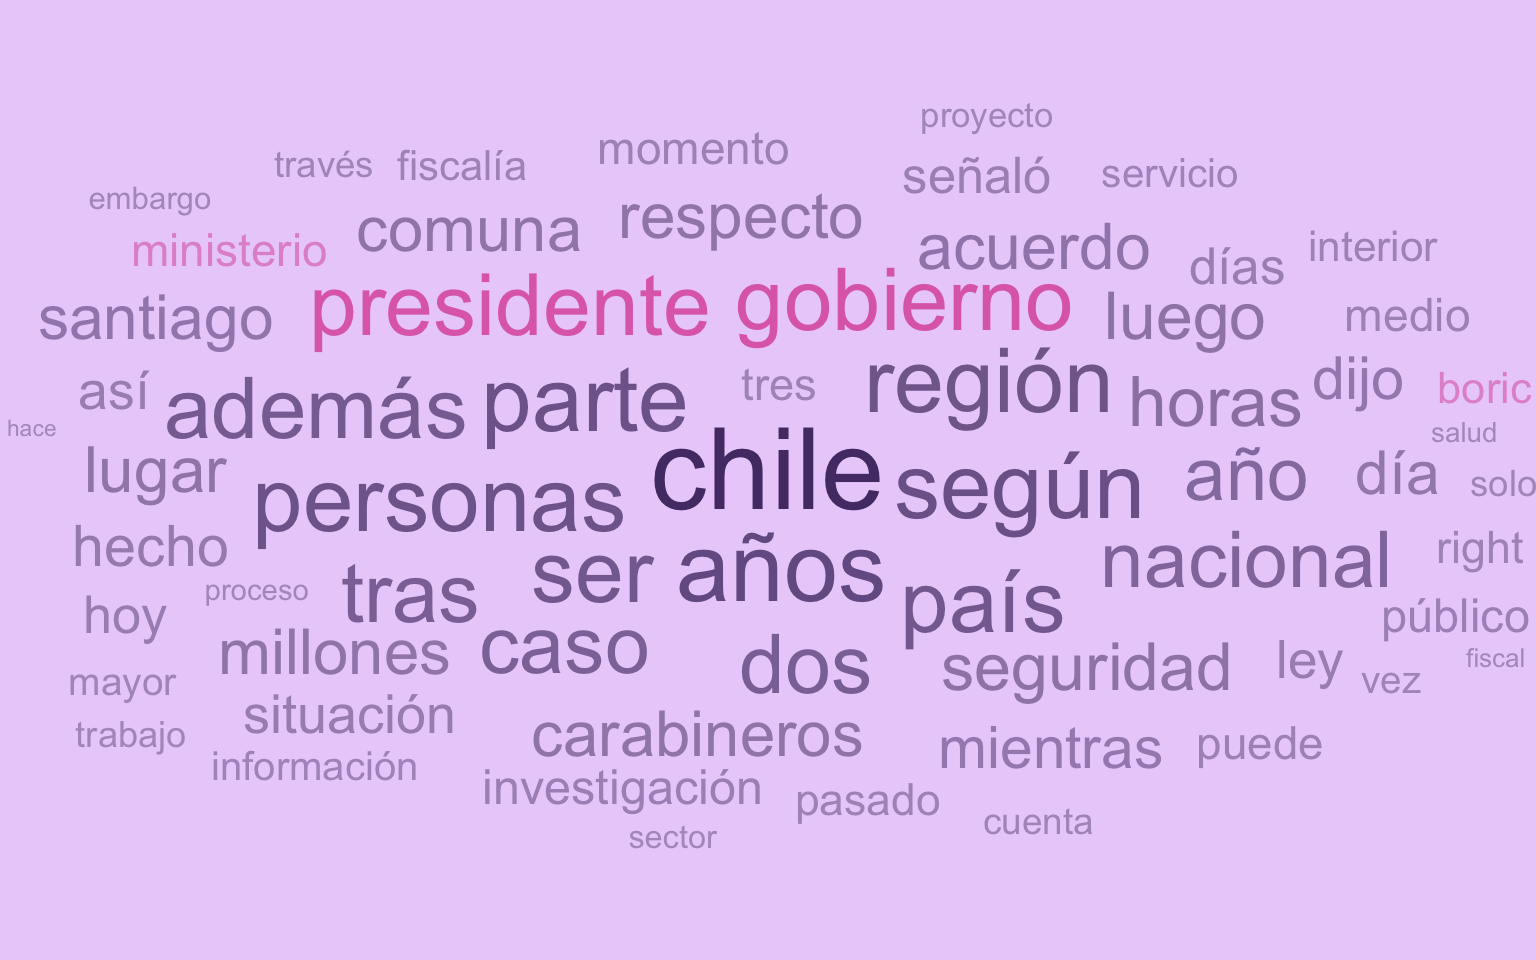 proyecto
momento
través fiscalía señaló servicio
embargo
comuna respecto
ministerio acuerdo días interior
santiago presidente gobierno luego medio
así además parte tres región horas dijo boric
hace salud
lugar personas chile según año día solo
hecho ser años nacional right
proceso tras país
hoy público
millones caso dos seguridad ley vez fiscal
mayor
trabajo situación carabineros mientras puede
información investigación pasado cuenta
sector